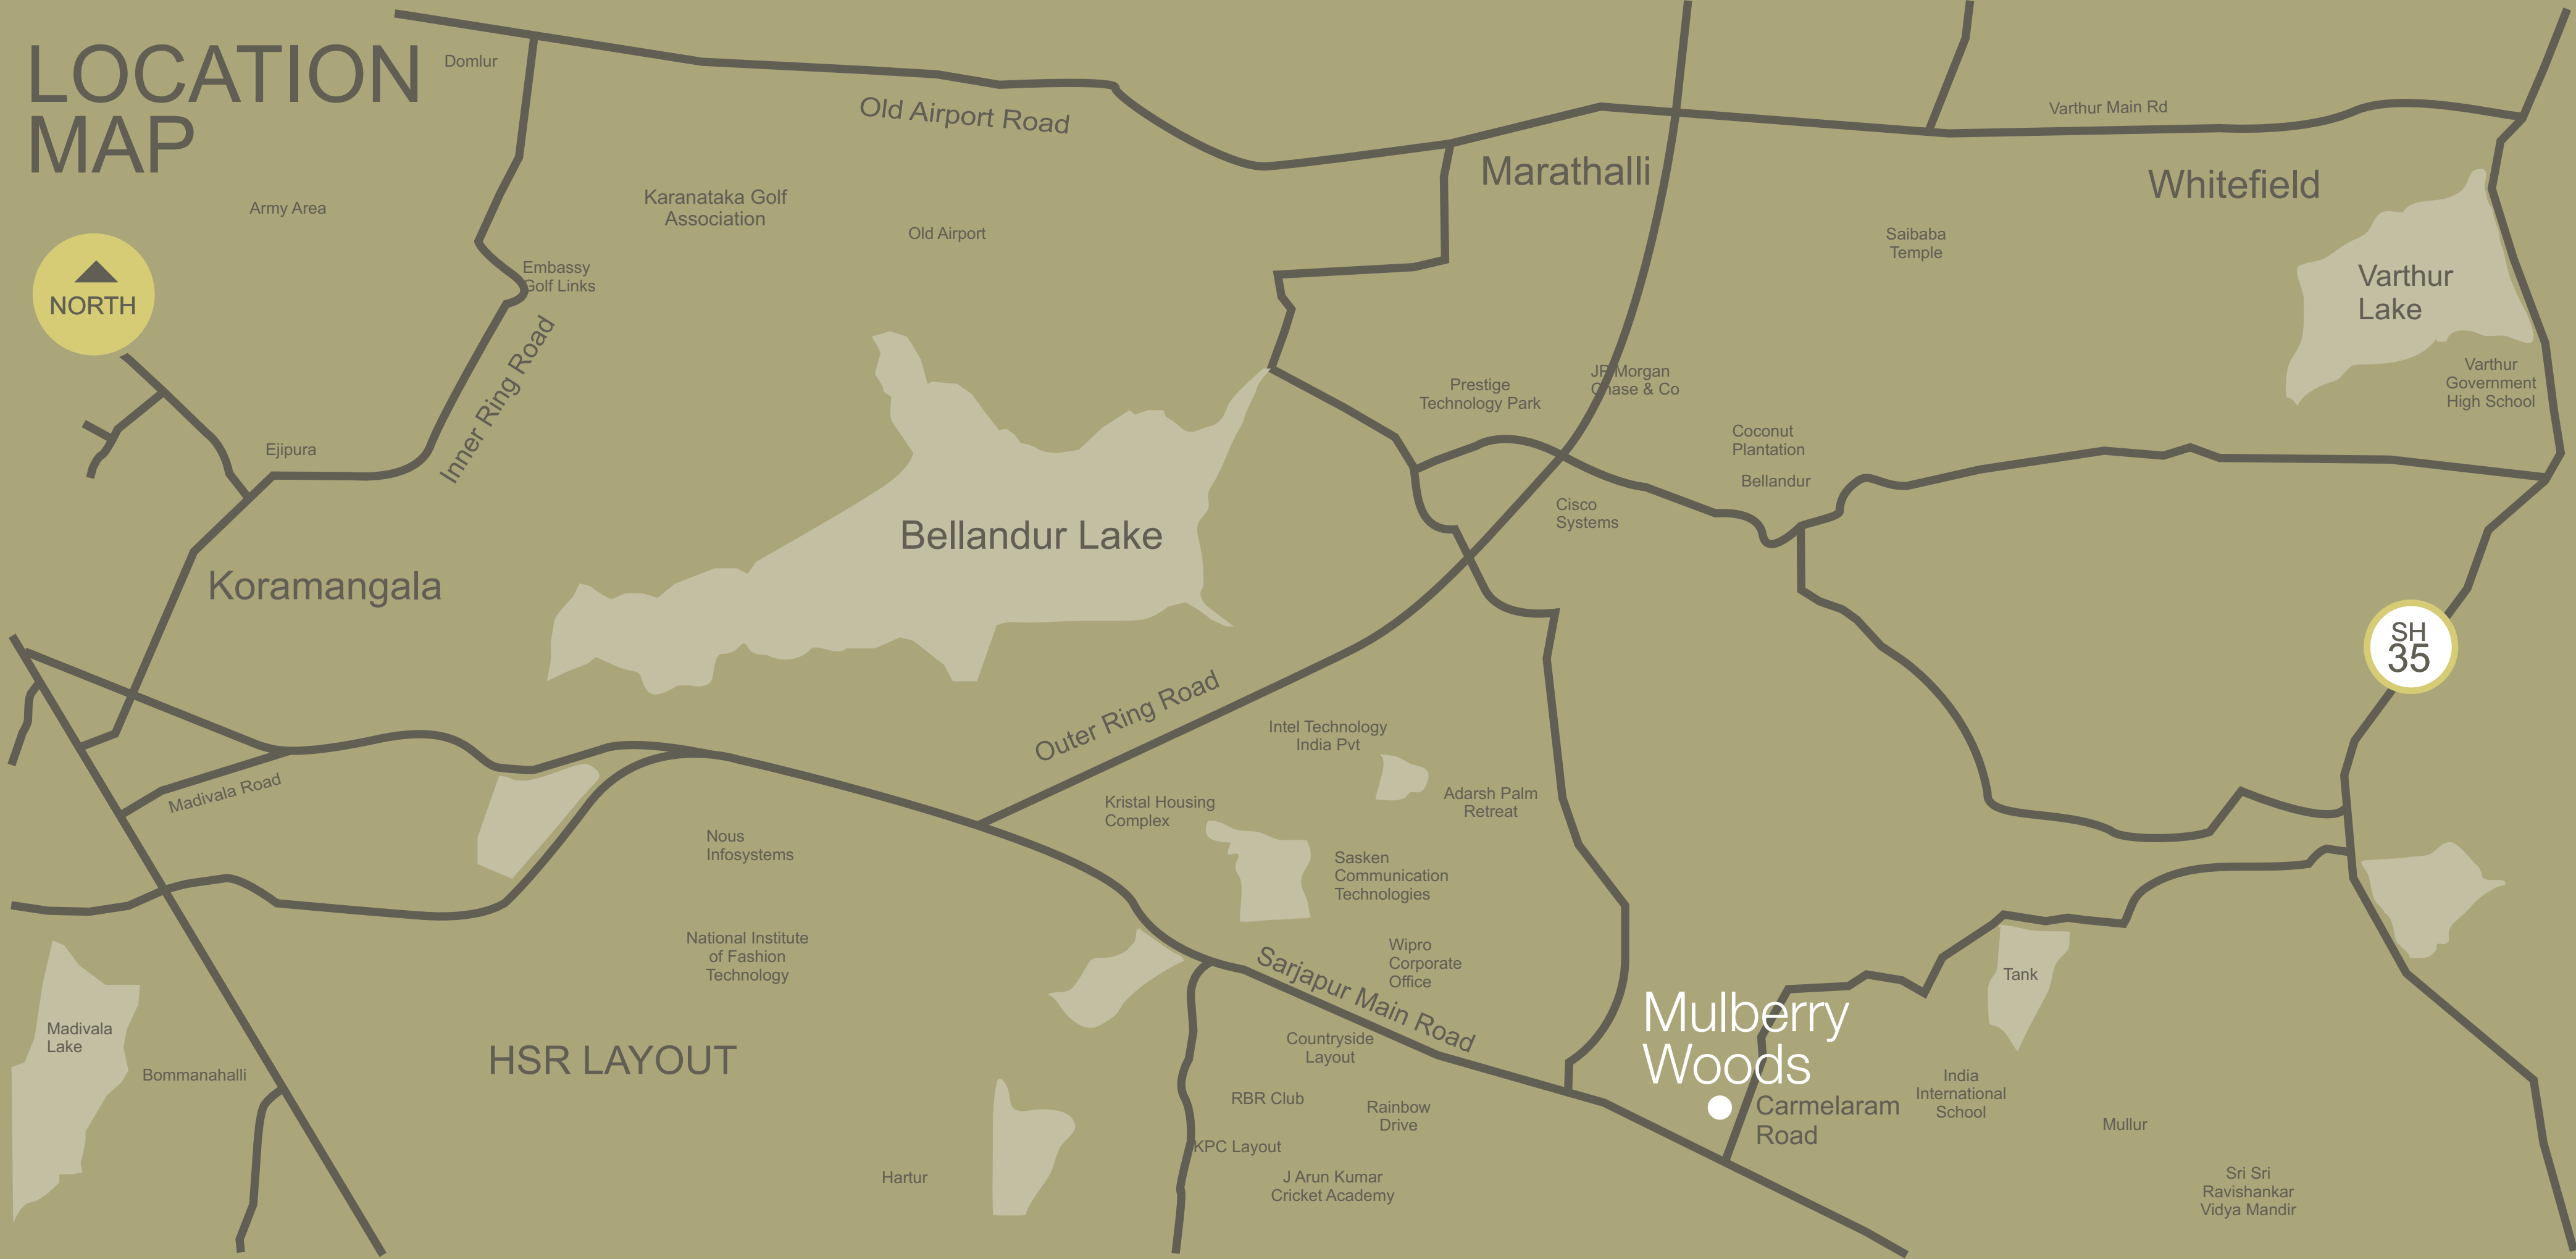 LOCATION
MAP
Domlur
Old Airport Road
Varthur Main Rd
Army Area
Karanataka Golf
Association
Old Airport
Marathalli
Whitefield
Saibaba
Temple
NORTH
Embassy
Golf Links
Inner Ring Road
Varthur
Lake
Varthur
Government
High School
Prestige
Technology Park
JP Morgan
Chase & Co
Coconut
Plantation
Bellandur
Ejipura
Cisco
Systems
Bellandur Lake
Koramangala
SH
35
Outer Ring Road
Intel Technology
India Pvt
Madivala Road
Kristal Housing
Complex
Adarsh Palm
Retreat
Nous
Infosystems
Sasken
Communication
Technologies
National Institute
of Fashion
Technology
Wipro
Corporate
Office
Sarjapur Main Road
Tank
Mulberry
Woods
Madivala
Lake
Bommanahalli
HSR LAYOUT
Countryside
Layout
RBR Club
Rainbow
Drive
Carmelaram
Road
India
International
School
Mullur
KPC Layout
Hartur
J Arun Kumar
Cricket Academy
Sri Sri
Ravishankar
Vidya Mandir